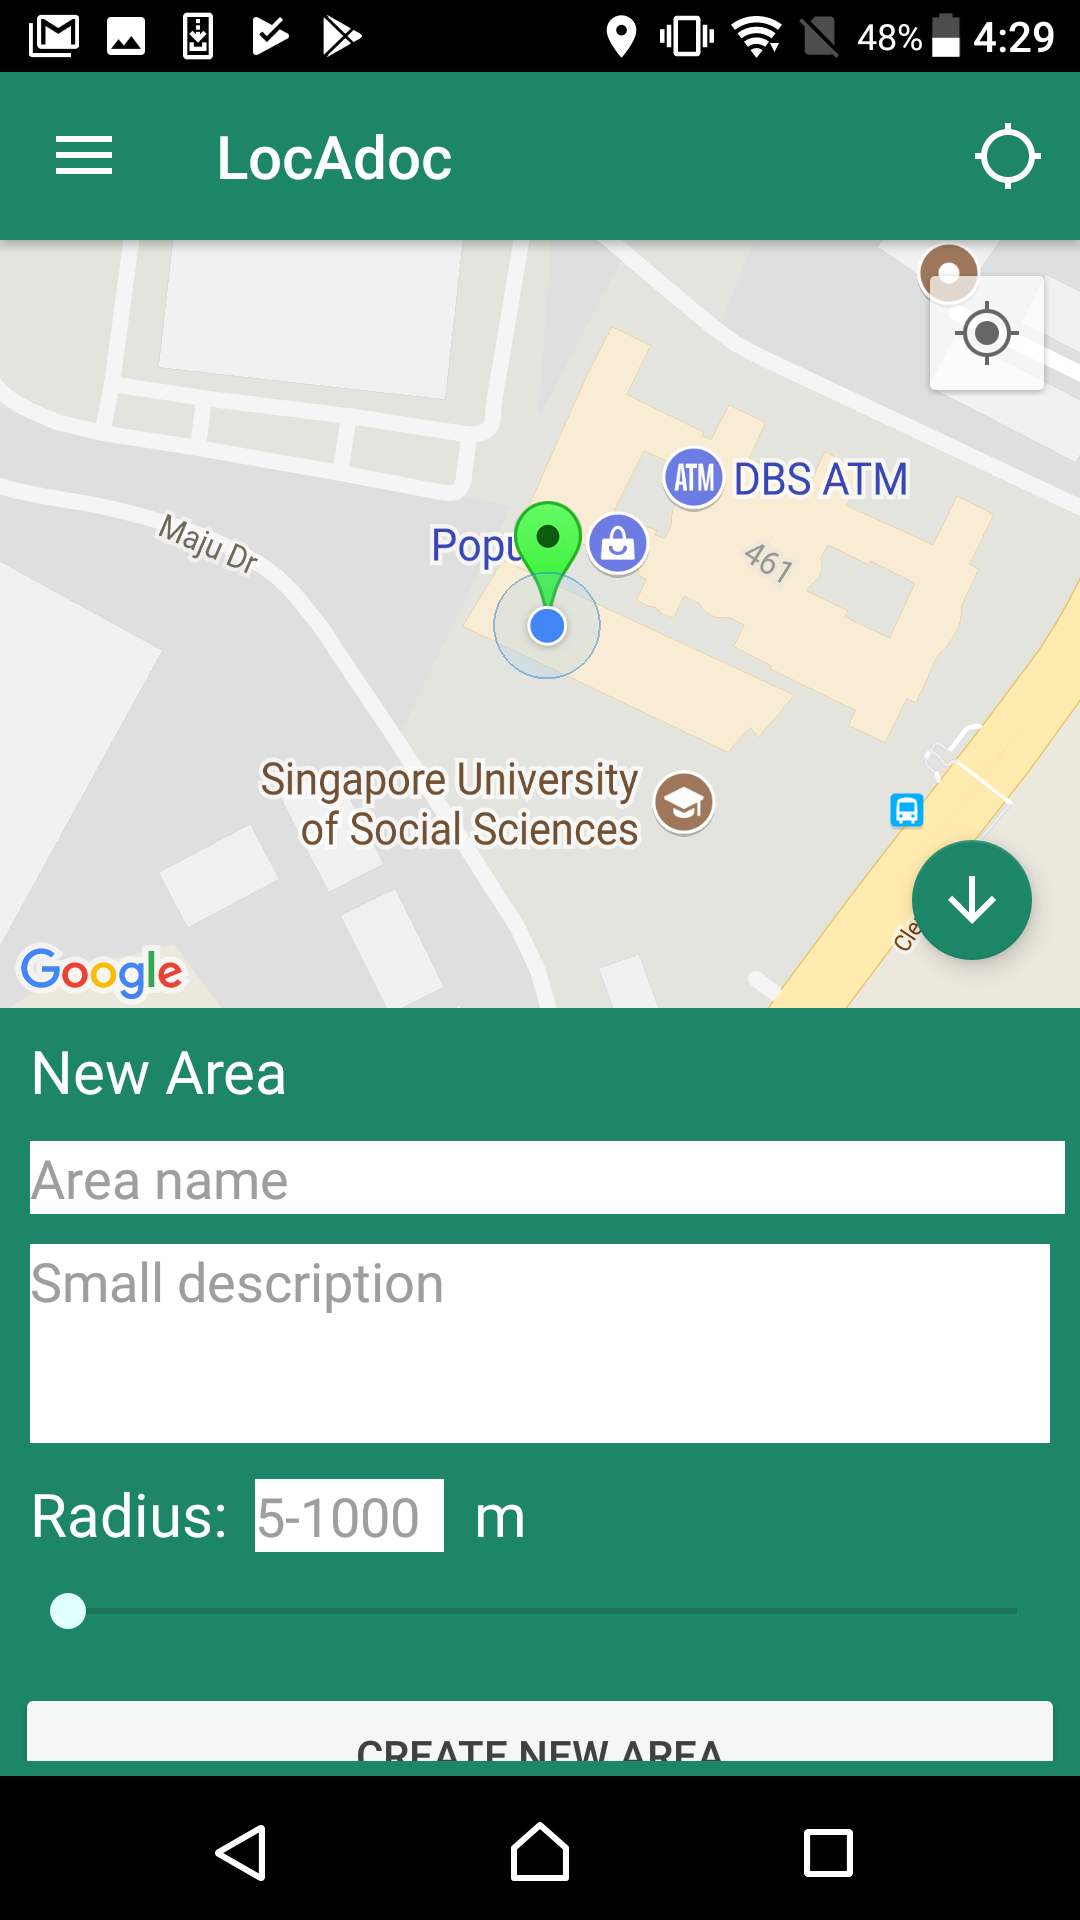 48% 4:29
LocAdoc
ATM DBS ATM
Maju Dr
Popu
461
Singapore University
of Social Sciences
Cle
Google
New Area
Area name
Small description
Radius: 5-1000 m
CREATE NEW AREA